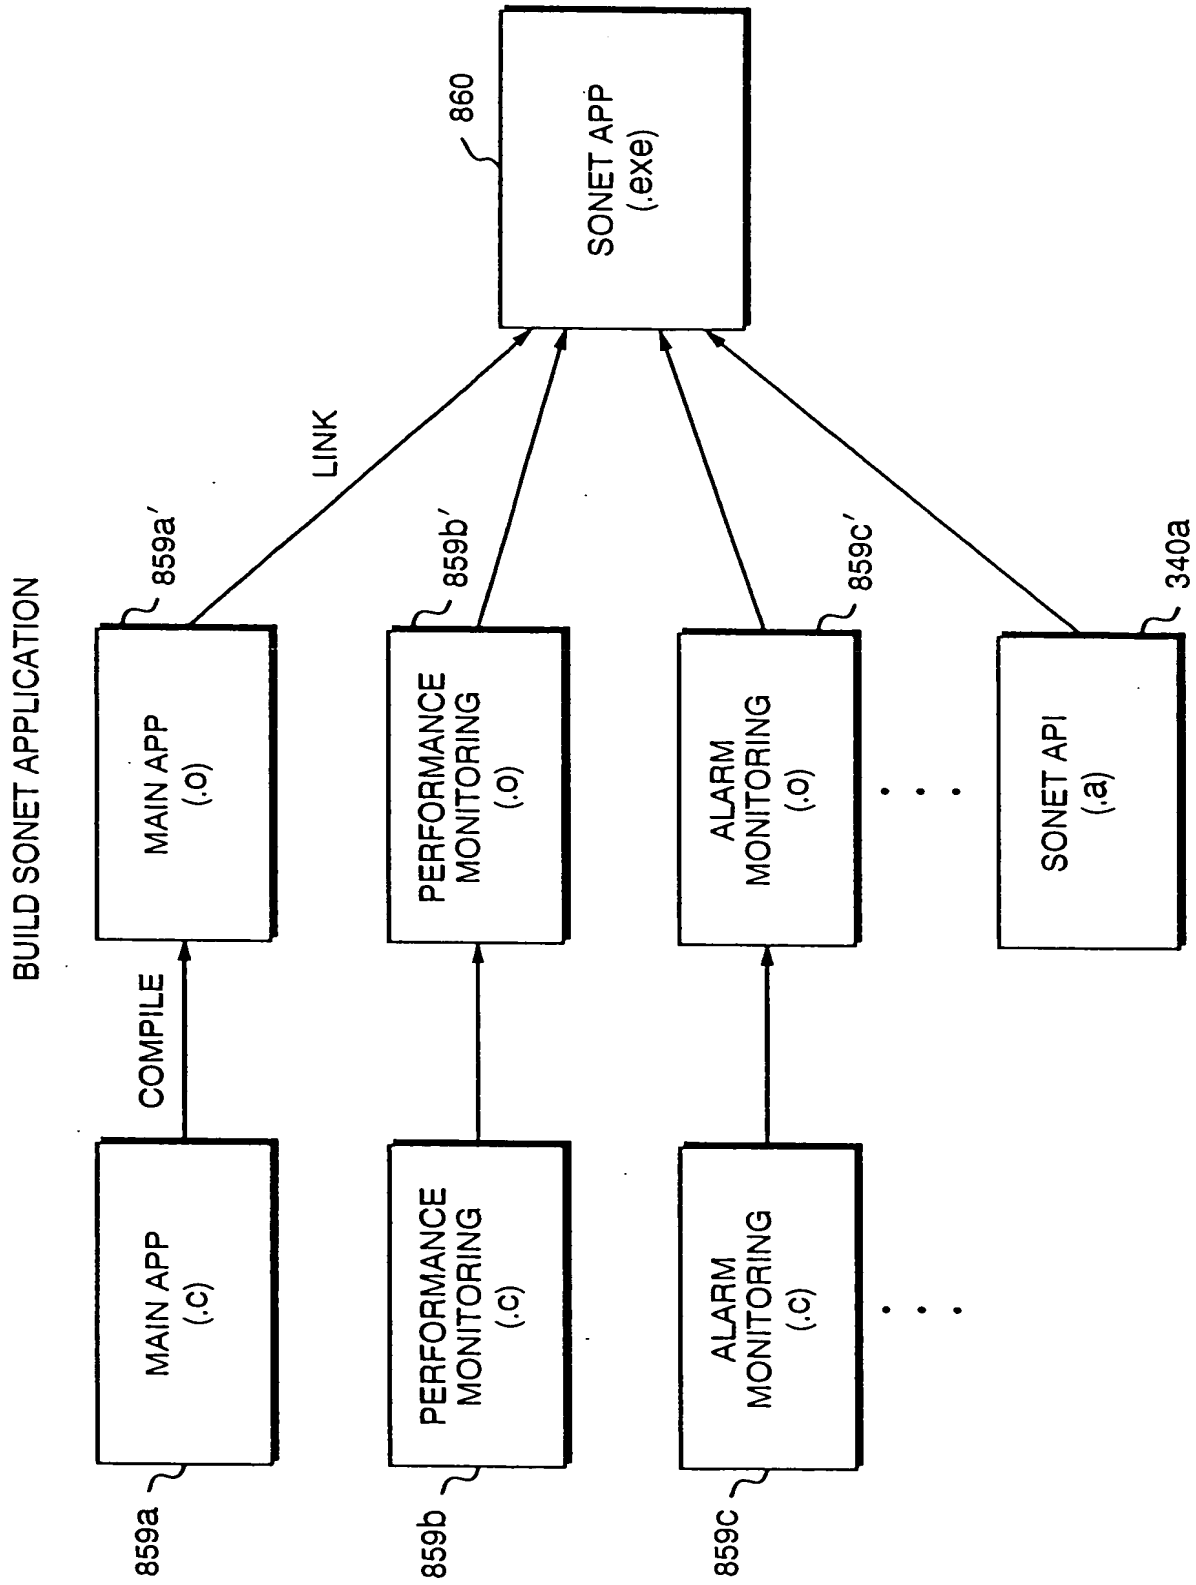 BUILD SONET APPLICATION
859a
MAIN APP
(.c)
COMPILE
859a′
MAIN APP
(.o)
LINK
859b
PERFORMANCE
MONITORING
(.c)
859b′
PERFORMANCE
MONITORING
(.o)
859c
ALARM
MONITORING
(.c)
859c′
ALARM
MONITORING
(.o)
340a
SONET API
(.a)
860
SONET APP
(.exe)